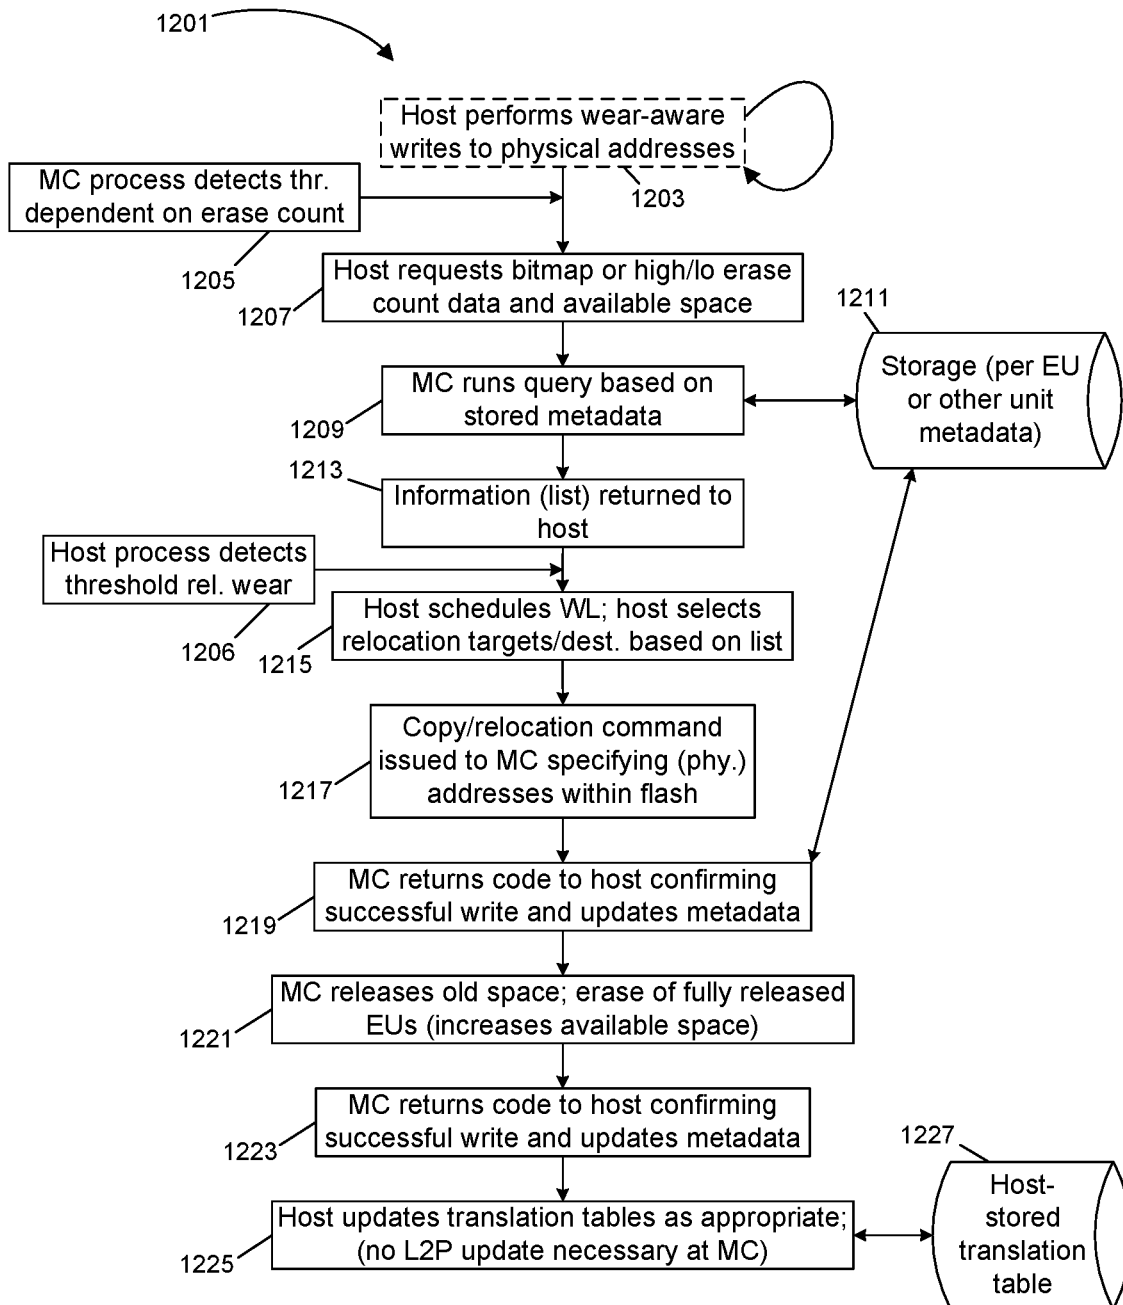 1201
Host performs wear-aware
writes to physical addresses
1203
MC process detects thr.
dependent on erase count
1205
Host requests bitmap or high/lo erase
count data and available space
1207
1211
Storage (per EU
or other unit
metadata)
MC runs query based on
stored metadata
1209
1213
Information (list) returned to
host
Host process detects
threshold rel. wear
1206
Host schedules WL; host selects
relocation targets/dest. based on list
1215
Copy/relocation command
issued to MC specifying (phy.)
addresses within flash
1217
MC returns code to host confirming
successful write and updates metadata
1219
MC releases old space; erase of fully released
EUs (increases available space)
1221
MC returns code to host confirming
successful write and updates metadata
1223
1227
Host-
stored
translation
table
Host updates translation tables as appropriate;
(no L2P update necessary at MC)
1225